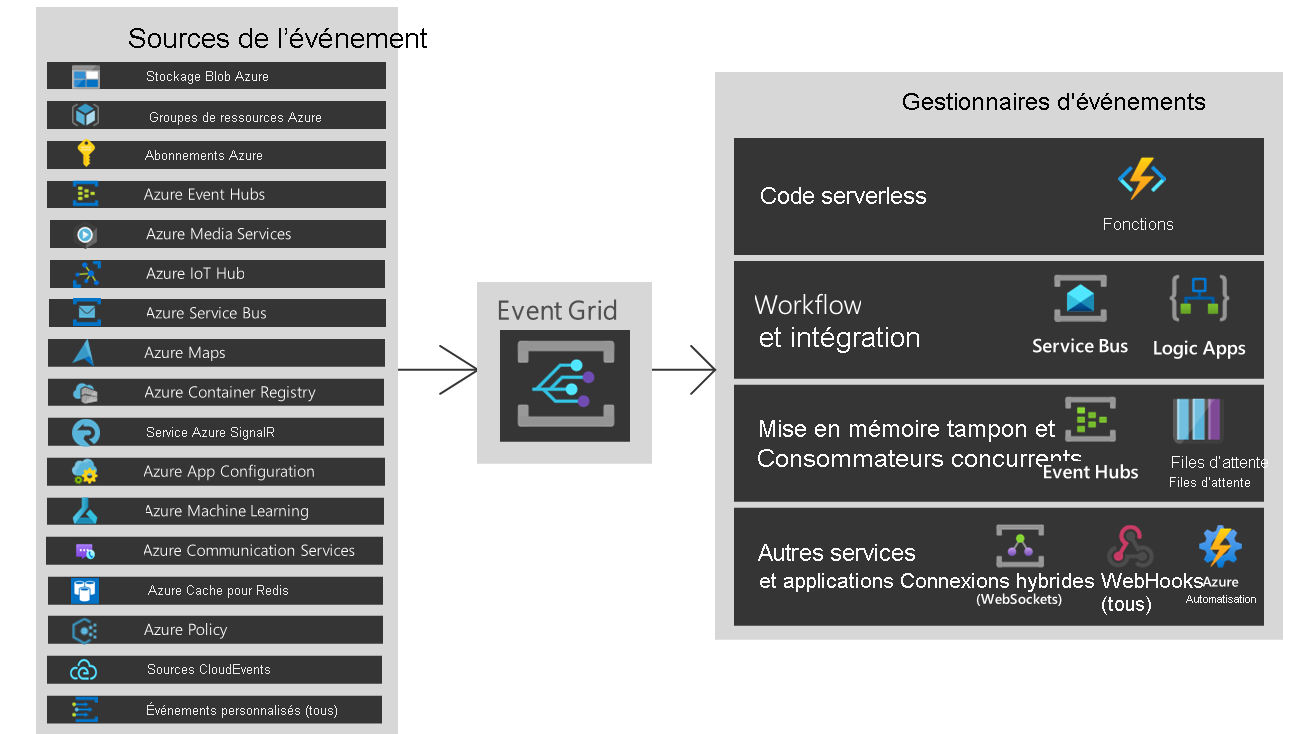 Sources de l'événement
Stockage Blob Azure
Groupes de ressources Azure
Abonnements Azure
Azure Event Hubs
Azure Media Services
Azure IoT Hub
Azure Service Bus
Azure Maps
Azure Container Registry
Service Azure SignalR
Azure App Configuration
Azure Machine Learning
Azure Communication Services
Azure Cache pour Redis
Azure Policy
Sources CloudEvents
Événements personnalisés (tous)
Event Grid
Gestionnaires d'événements
Code serverless
Fonctions
Workflow
et intégration
Service Bus
Logic Apps
Mise en mémoire tampon et
Consommateurs concurrents
Event Hubs
Files d'attente
Files d'attente
Autres services
et applications
Connexions hybrides
(WebSockets)
WebHooks
(tous)
Azure
Automatisation